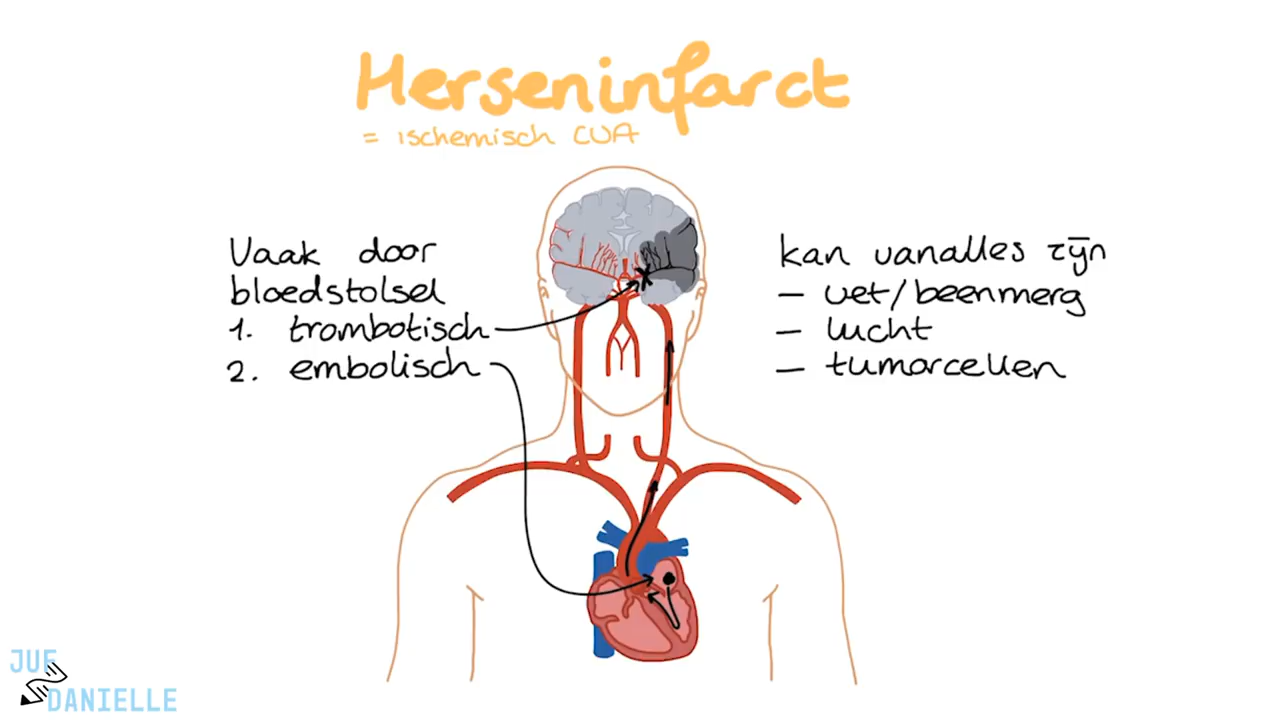 Herseninfarct
= ischemisch CVA
Vaak door
bloedstolsel
1. trombotisch
2. embolisch
kan vanalles zijn
- vet/beenmerg
- lucht
- tumorcellen
JUF
DANIELLE